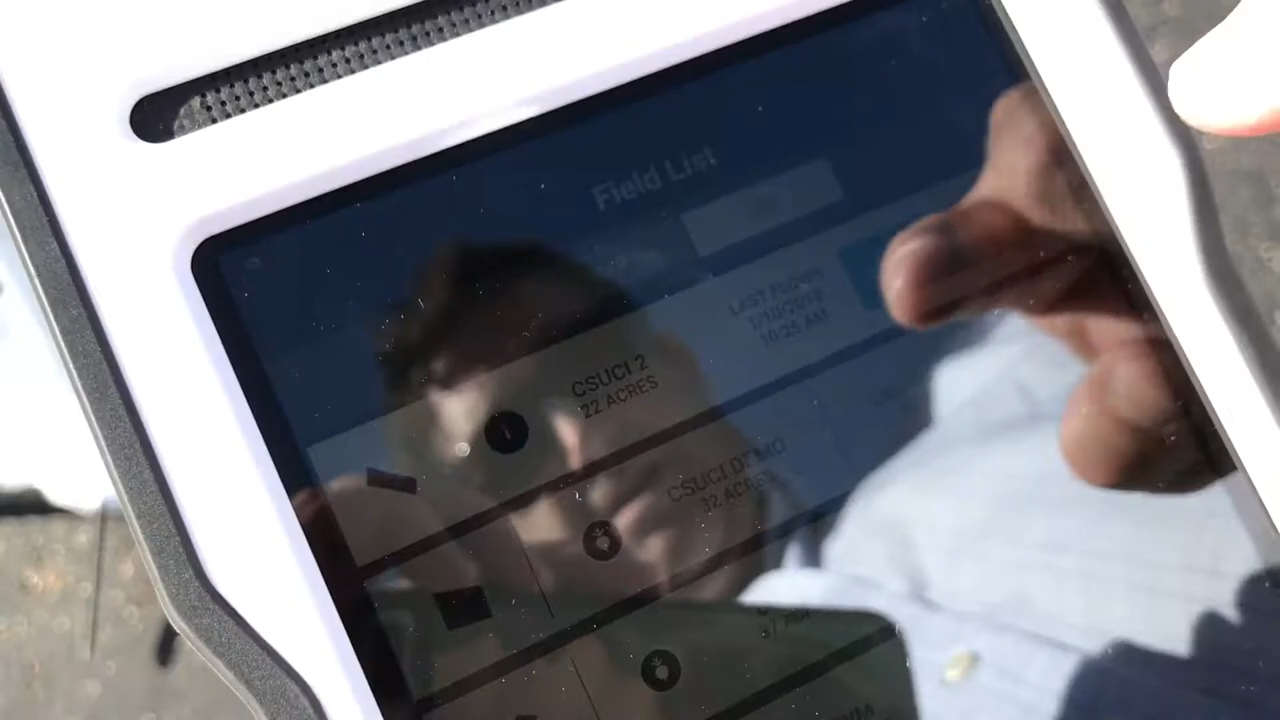 Field List
CSUCI 2
22 ACRES
LAST FLOWN
1/10/2019
10:25 AM
CSUCI DEMO
32 ACRES